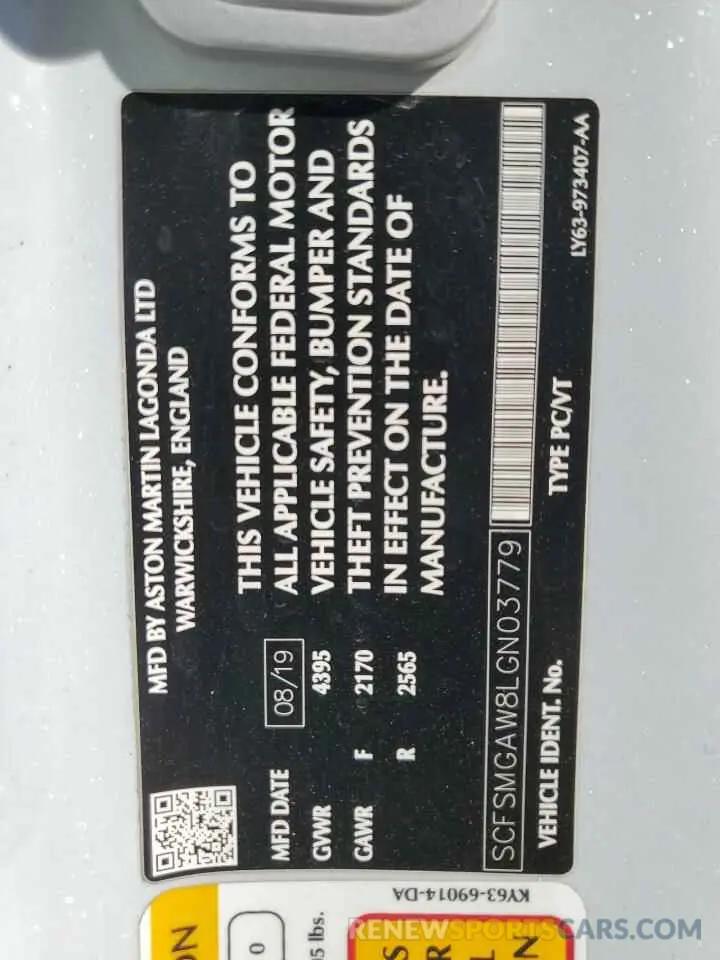 MFD BY ASTON MARTIN LAGONDA LTD
WARWICKSHIRE, ENGLAND
THIS VEHICLE CONFORMS TO
ALL APPLICABLE FEDERAL MOTOR
VEHICLE SAFETY, BUMPER AND
THEFT PREVENTION STANDARDS
IN EFFECT ON THE DATE OF
MANUFACTURE.
MFD DATE 08/19
GVWR 4395
GAWR F 2170
R 2565
SCFSMGAW8LGN03779
VEHICLE IDENT. No. TYPE PC/VT
LY63-973407-AA
KY63-69014-DA
0
lbs.
RENEWSPORTSCARS.COM